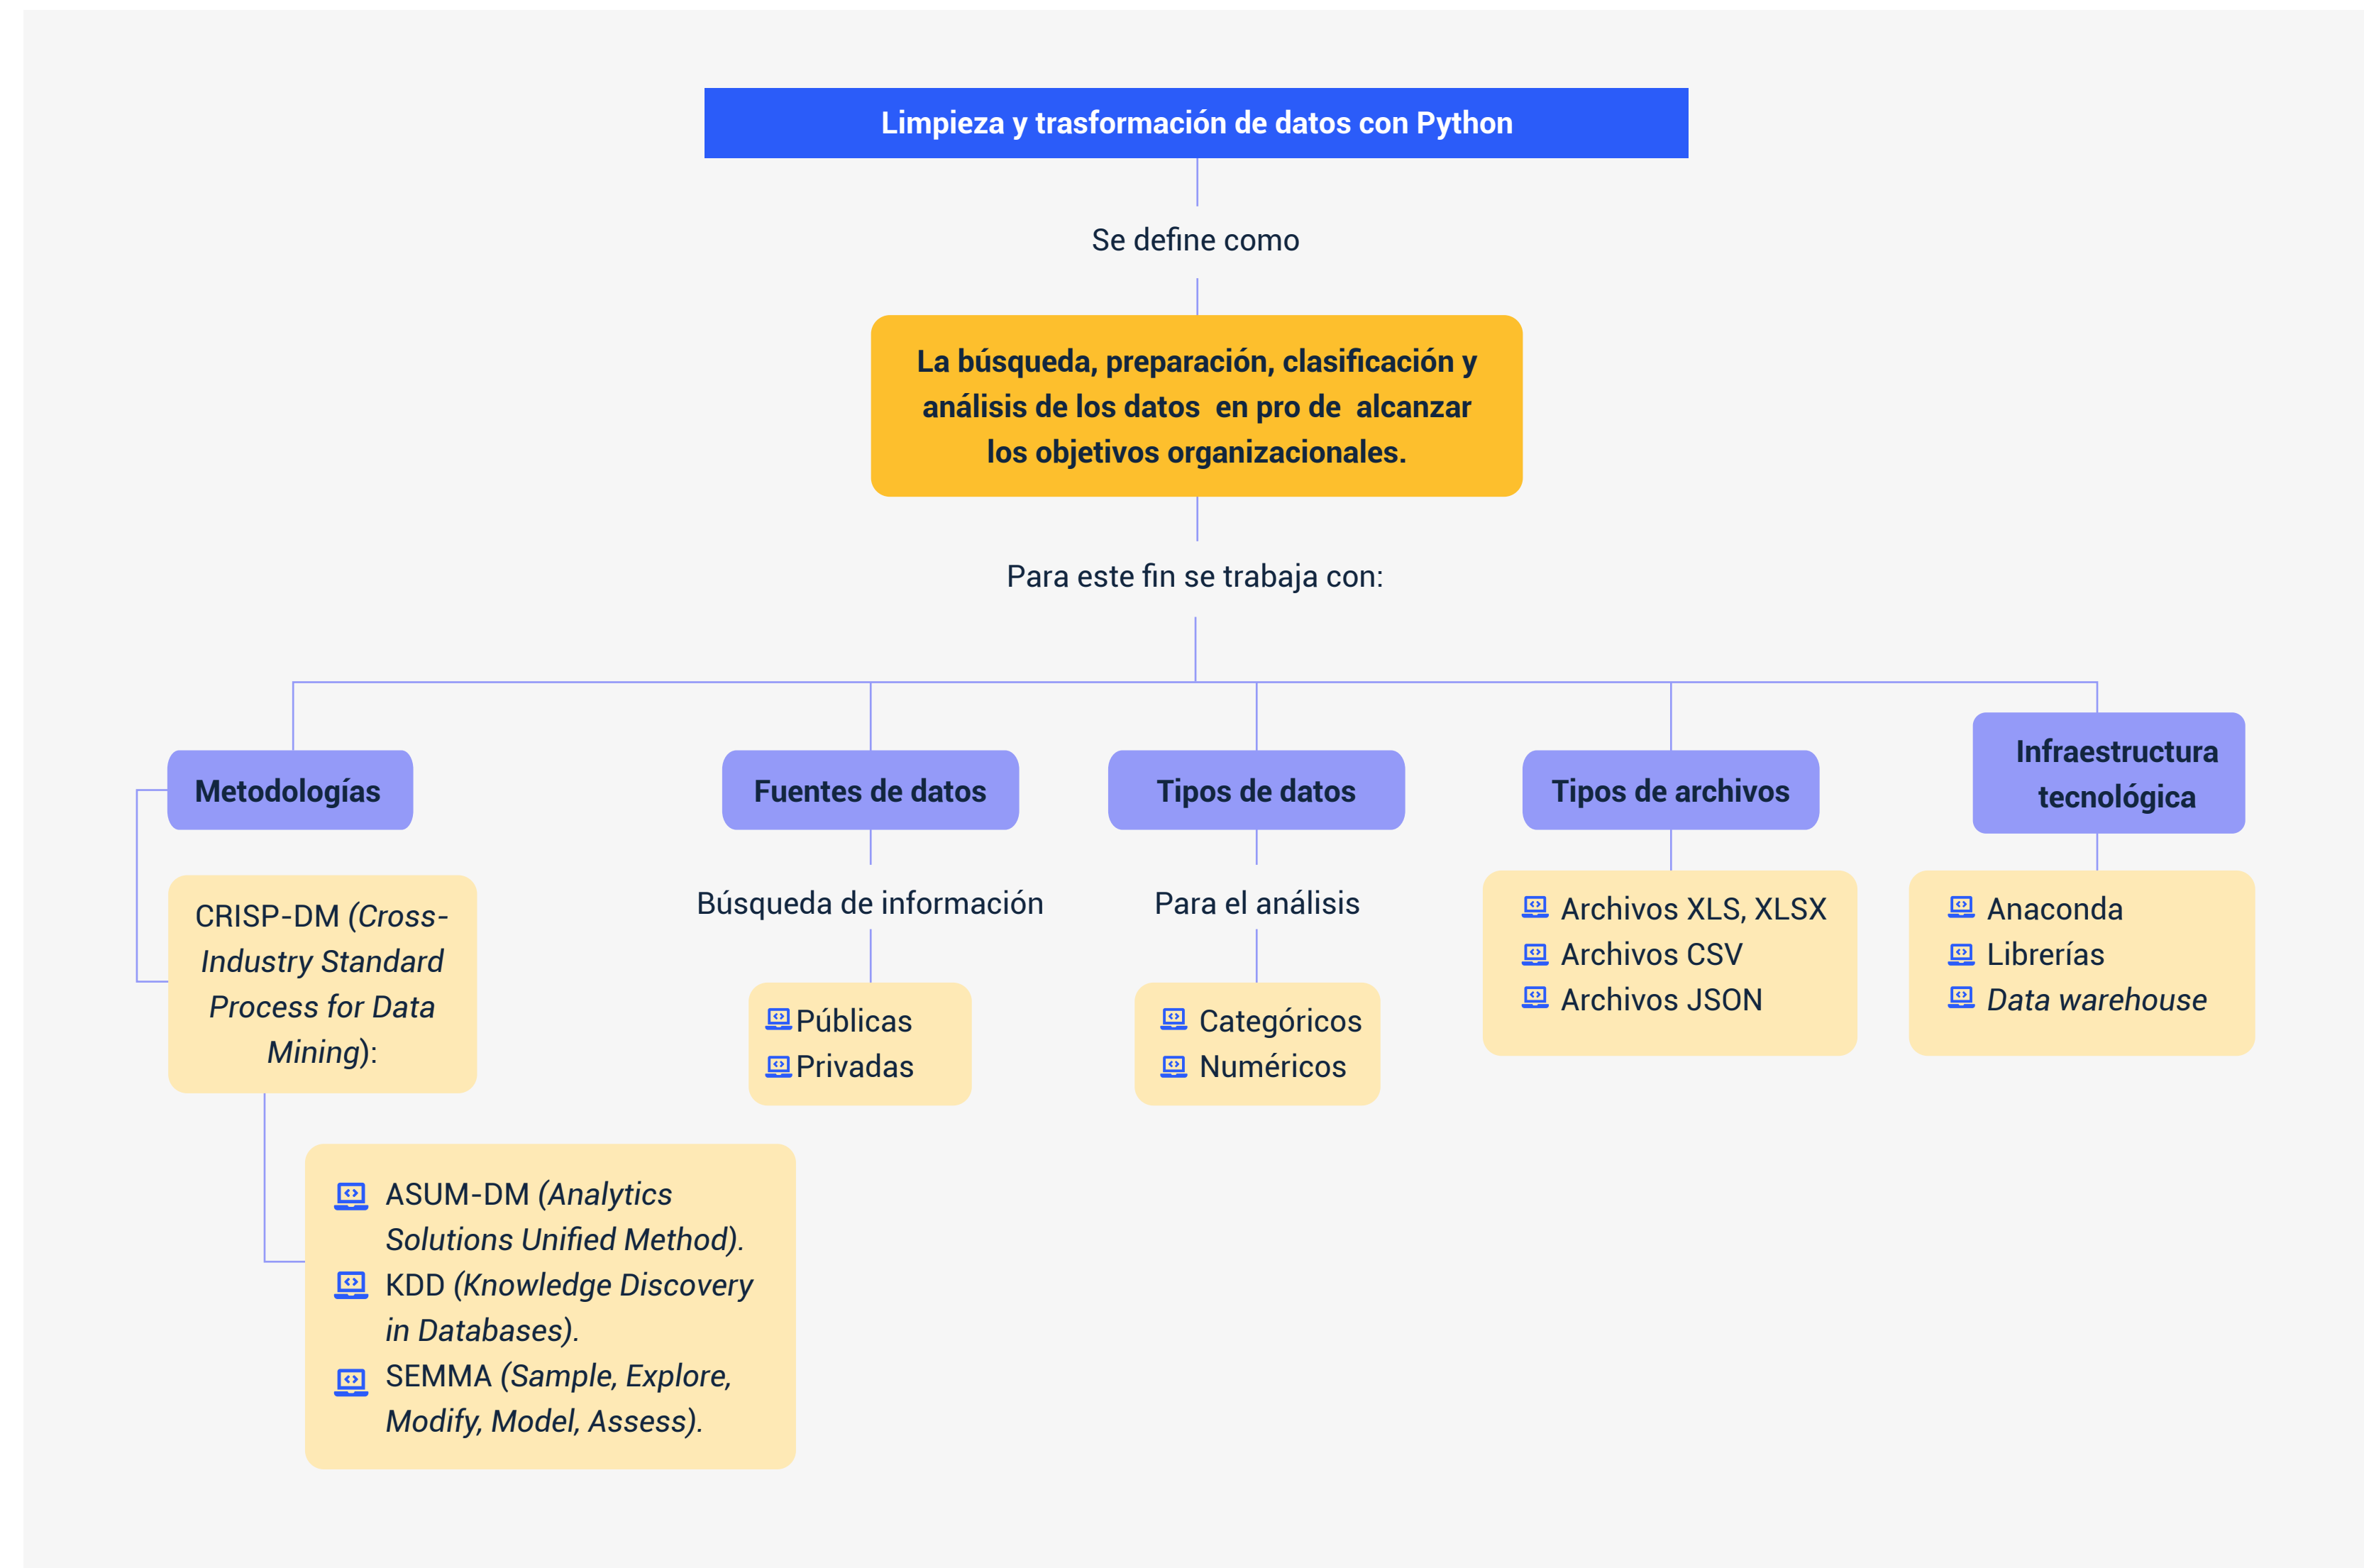 Limpieza y trasformación de datos con Python
Se define como
La búsqueda, preparación, clasificación y
análisis de los datos  en pro de  alcanzar
los objetivos organizacionales.
Para este fin se trabaja con:
Metodologías
CRISP-DM (Cross-
Industry Standard
Process for Data
Mining):
ASUM-DM (Analytics
Solutions Unified Method).
KDD (Knowledge Discovery
in Databases).
SEMMA (Sample, Explore,
Modify, Model, Assess).
Fuentes de datos
Búsqueda de información
Públicas
Privadas
Tipos de datos
Para el análisis
Categóricos
Numéricos
Tipos de archivos
Archivos XLS, XLSX
Archivos CSV
Archivos JSON
Infraestructura
tecnológica
Anaconda
Librerías
Data warehouse